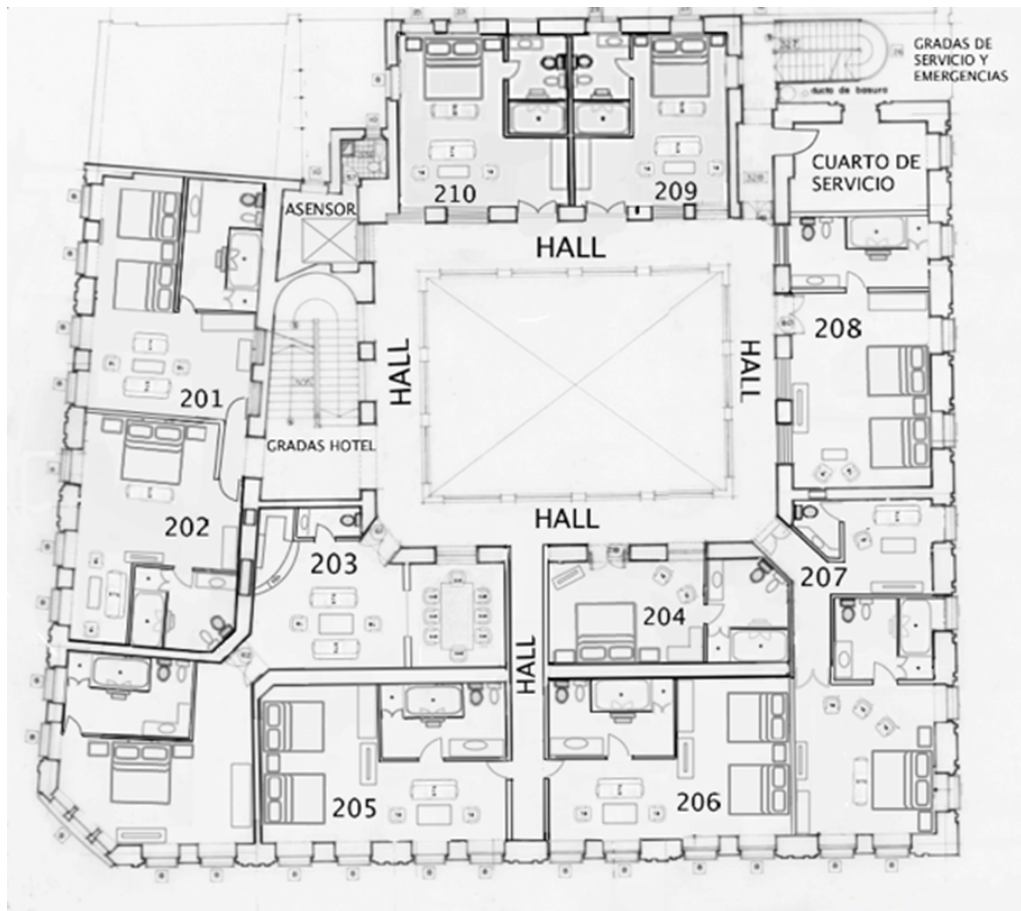 GRADAS DE
SERVICIO Y
EMERGENCIAS
ducto de basura
CUARTO DE
SERVICIO
210
209
ASENSOR
HALL
208
HALL
HALL
201
GRADAS HOTEL
HALL
202
203
207
204
HALL
205
206